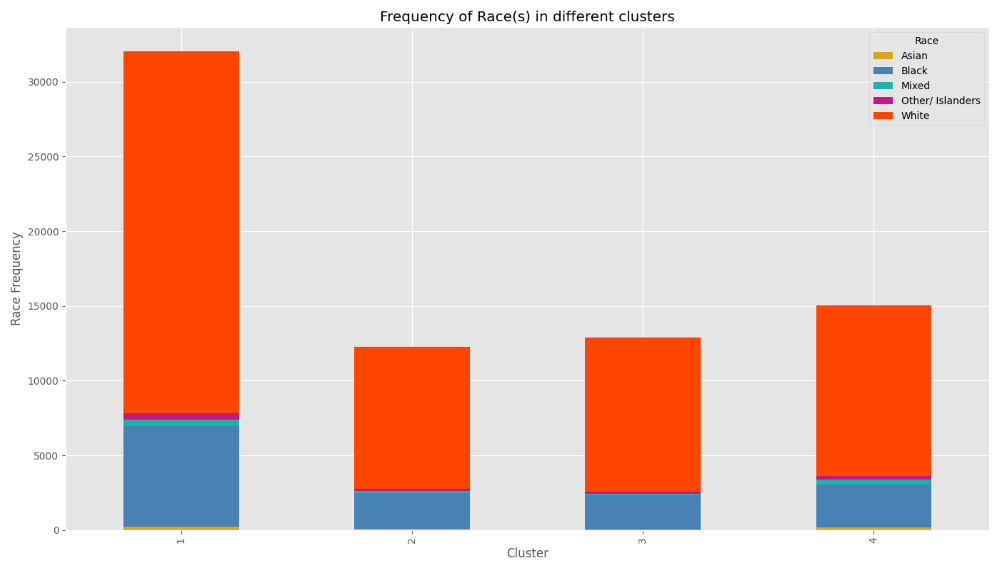 Frequency of Race(s) in different clusters
Race
Asian
Black
Mixed
Other/ Islanders
White
Race Frequency
30000
25000
20000
15000
10000
5000
0
1
2
3
4
Cluster